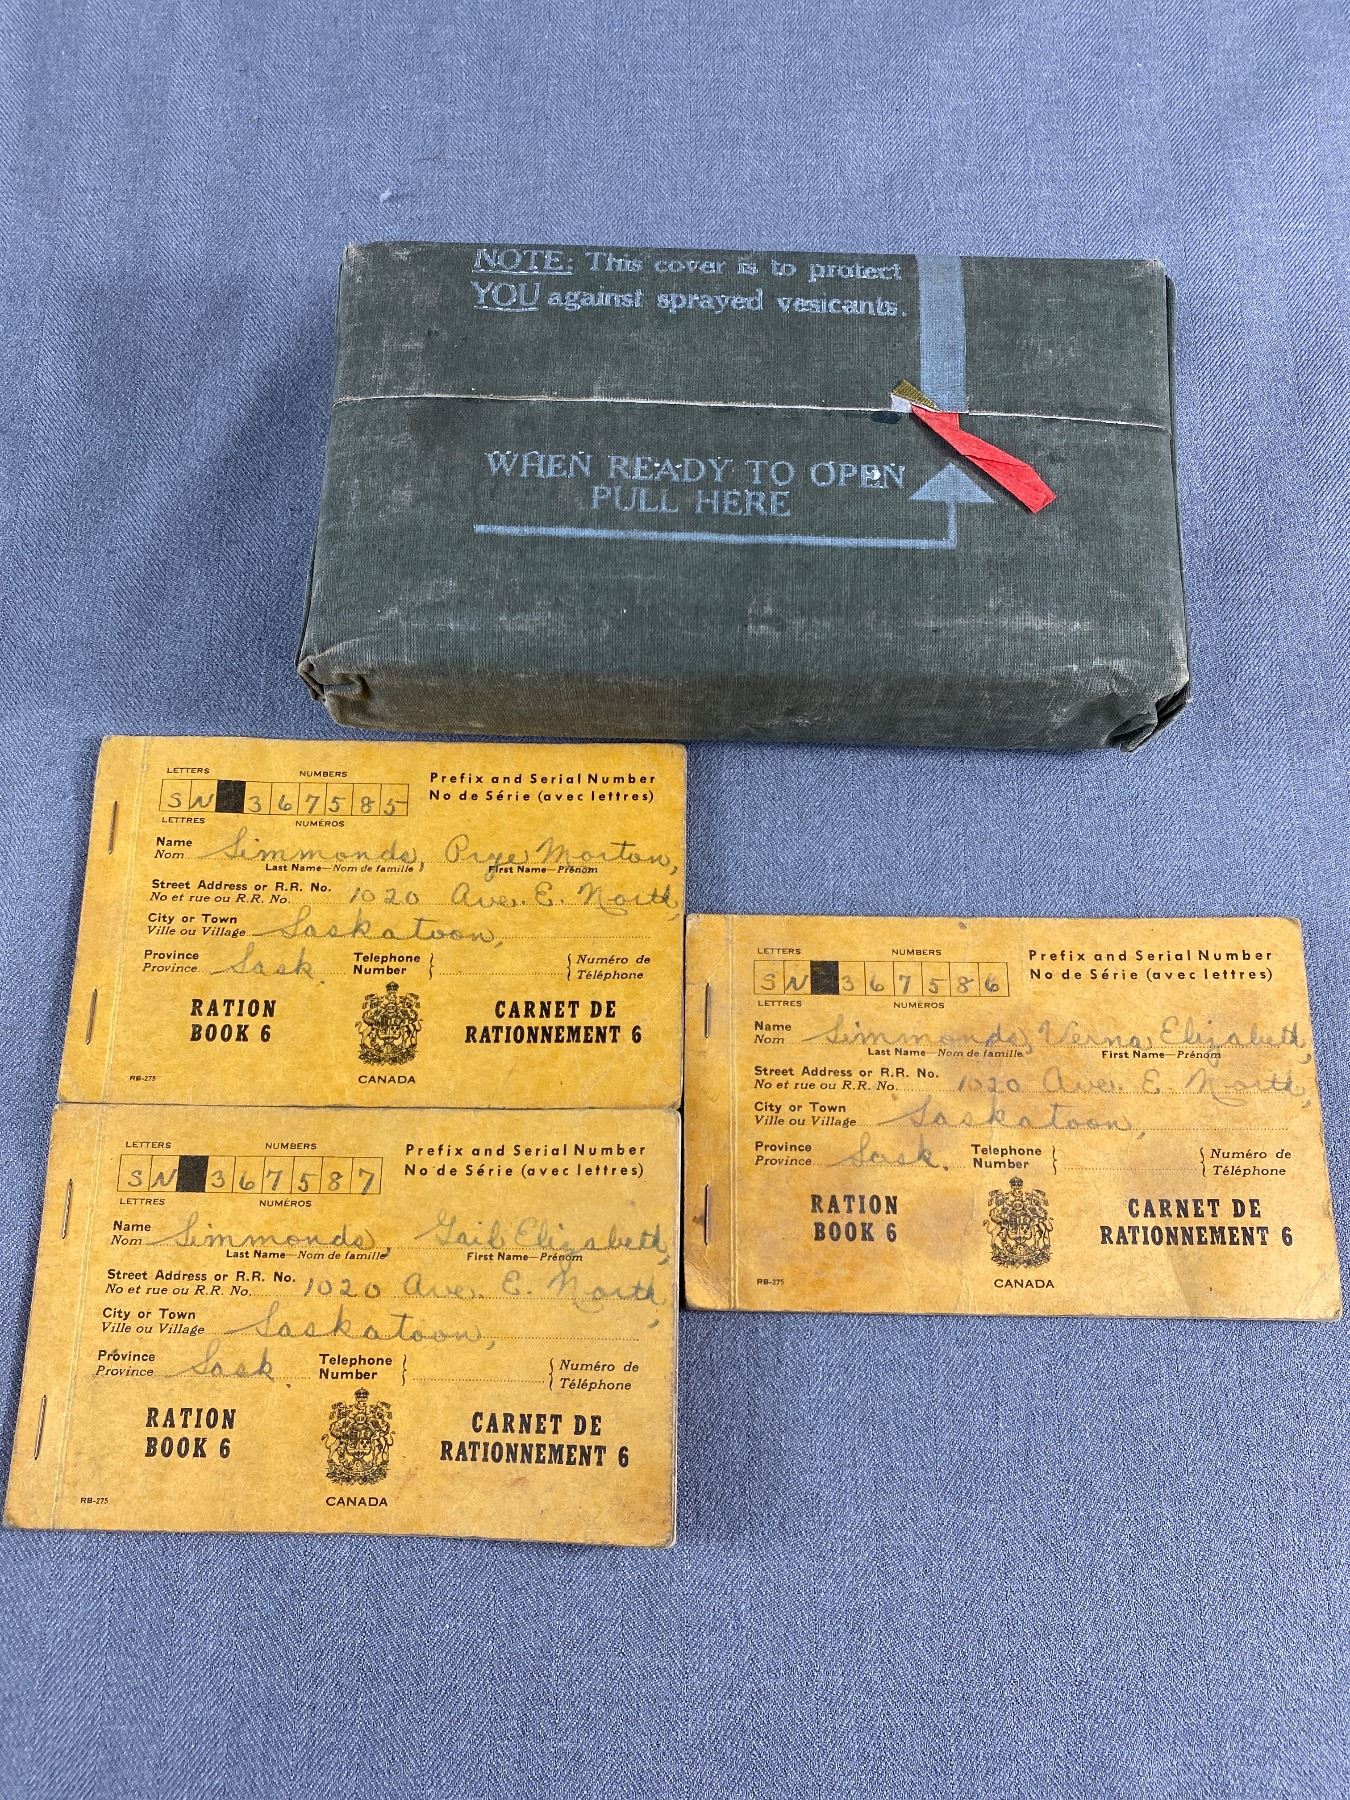 NOTE: This cover is to protect
YOU against sprayed vesicants.
WHEN READY TO OPEN
PULL HERE
LETTERS NUMBERS
SN 367585
LETTRES NUMÉROS
Prefix and Serial Number
No de Série (avec lettres)
Name
Nom
Simmonds, Prye Morton,
Last Name—Nom de famille First Name—Prénom
Street Address or R.R. No.
No et rue ou R.R. No.
1020 Ave. E. North,
City or Town
Ville ou Village
Saskatoon,
Province
Province
Sask.
Telephone
Number
Numéro de
Téléphone
RATION
BOOK 6
CARNET DE
RATIONNEMENT 6
RB-275
CANADA
LETTERS NUMBERS
SN 367586
LETTRES NUMÉROS
Prefix and Serial Number
No de Série (avec lettres)
Name
Nom
Simmonds, Verna Elizabeth,
Last Name—Nom de famille First Name—Prénom
Street Address or R.R. No.
No et rue ou R.R. No.
1020 Ave. E. North,
City or Town
Ville ou Village
Saskatoon,
Province
Province
Sask.
Telephone
Number
Numéro de
Téléphone
RATION
BOOK 6
CARNET DE
RATIONNEMENT 6
RB-275
CANADA
LETTERS NUMBERS
SN 367587
LETTRES NUMÉROS
Prefix and Serial Number
No de Série (avec lettres)
Name
Nom
Simmonds, Gail Elizabeth,
Last Name—Nom de famille First Name—Prénom
Street Address or R.R. No.
No et rue ou R.R. No.
1020 Ave. E. North,
City or Town
Ville ou Village
Saskatoon,
Province
Province
Sask.
Telephone
Number
Numéro de
Téléphone
RATION
BOOK 6
CARNET DE
RATIONNEMENT 6
RB-275
CANADA